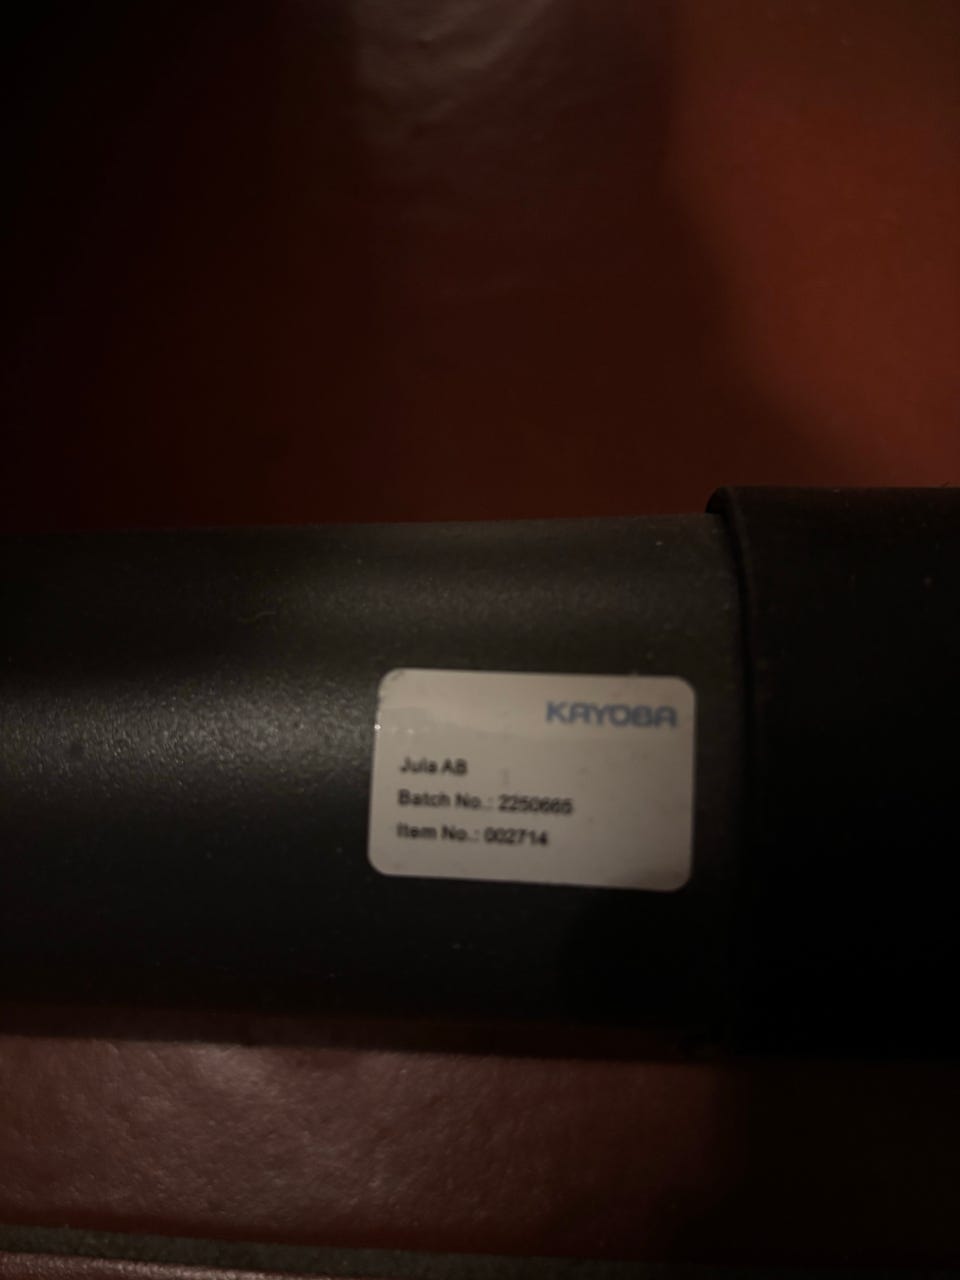 KAYOBA
Jula AB
Batch No.: 2250665
Item No.: 002714